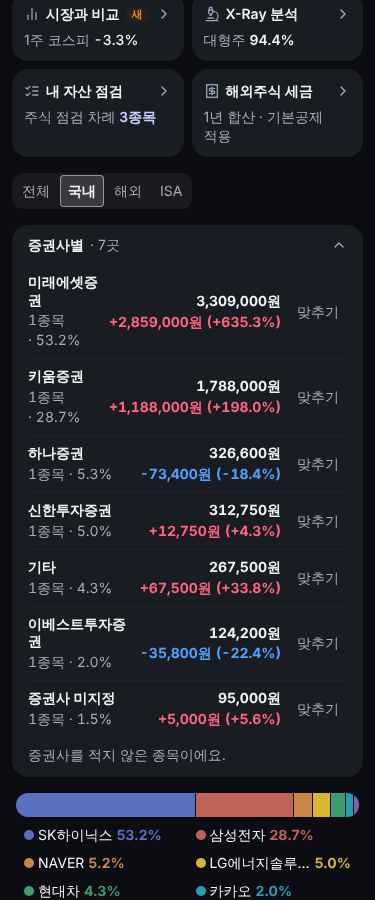 시장과 비교 새
1주 코스피 -3.3%
X-Ray 분석
대형주 94.4%
내 자산 점검
주식 점검 차례 3종목
해외주식 세금
1년 합산 · 기본공제
적용
전체 국내 해외 ISA
증권사별 · 7곳
미래에셋증
권
1종목
· 53.2%
3,309,000원
+2,859,000원 (+635.3%)
맞추기
키움증권
1종목
· 28.7%
1,788,000원
+1,188,000원 (+198.0%)
맞추기
하나증권
1종목 · 5.3%
326,600원
-73,400원 (-18.4%)
맞추기
신한투자증권
1종목 · 5.0%
312,750원
+12,750원 (+4.3%)
맞추기
기타
1종목 · 4.3%
267,500원
+67,500원 (+33.8%)
맞추기
이베스트투자증
권
1종목 · 2.0%
124,200원
-35,800원 (-22.4%)
맞추기
증권사 미지정
1종목 · 1.5%
95,000원
+5,000원 (+5.6%)
맞추기
증권사를 적지 않은 종목이에요.
SK하이닉스 53.2%
삼성전자 28.7%
NAVER 5.2%
LG에너지솔루... 5.0%
현대차 4.3%
카카오 2.0%